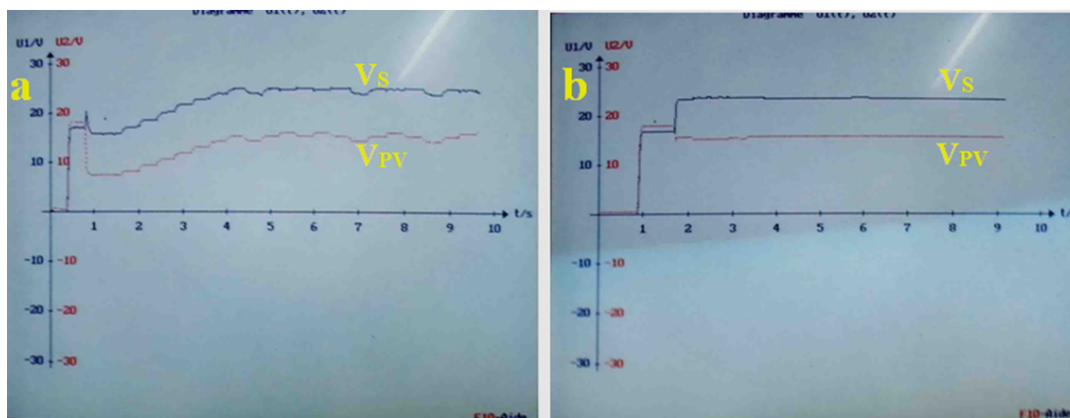 Diagramme U1(t), U2(t)
U1/V U2/V
30 30
a
VS
20 20
VPV
10 10
t/s
1 2 3 4 5 6 7 8 9 10
-10 -10
-20 -20
-30 -30
F10-Aide
Diagramme U1(t), U2(t)
U1/V U2/V
30 30
b
VS
20 20
VPV
10 10
t/s
1 2 3 4 5 6 7 8 9 10
-10 -10
-20 -20
-30 -30
F10-Aide